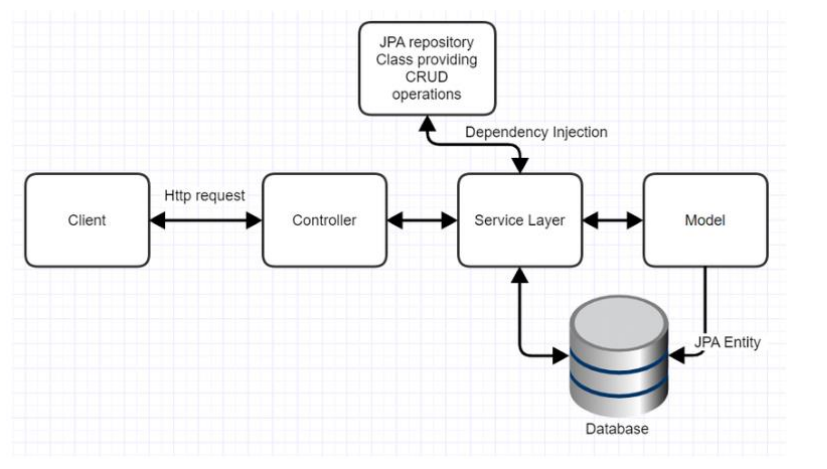 JPA repository
Class providing
CRUD
operations
Dependency Injection
Client
Http request
Controller
Service Layer
Model
JPA Entity
Database